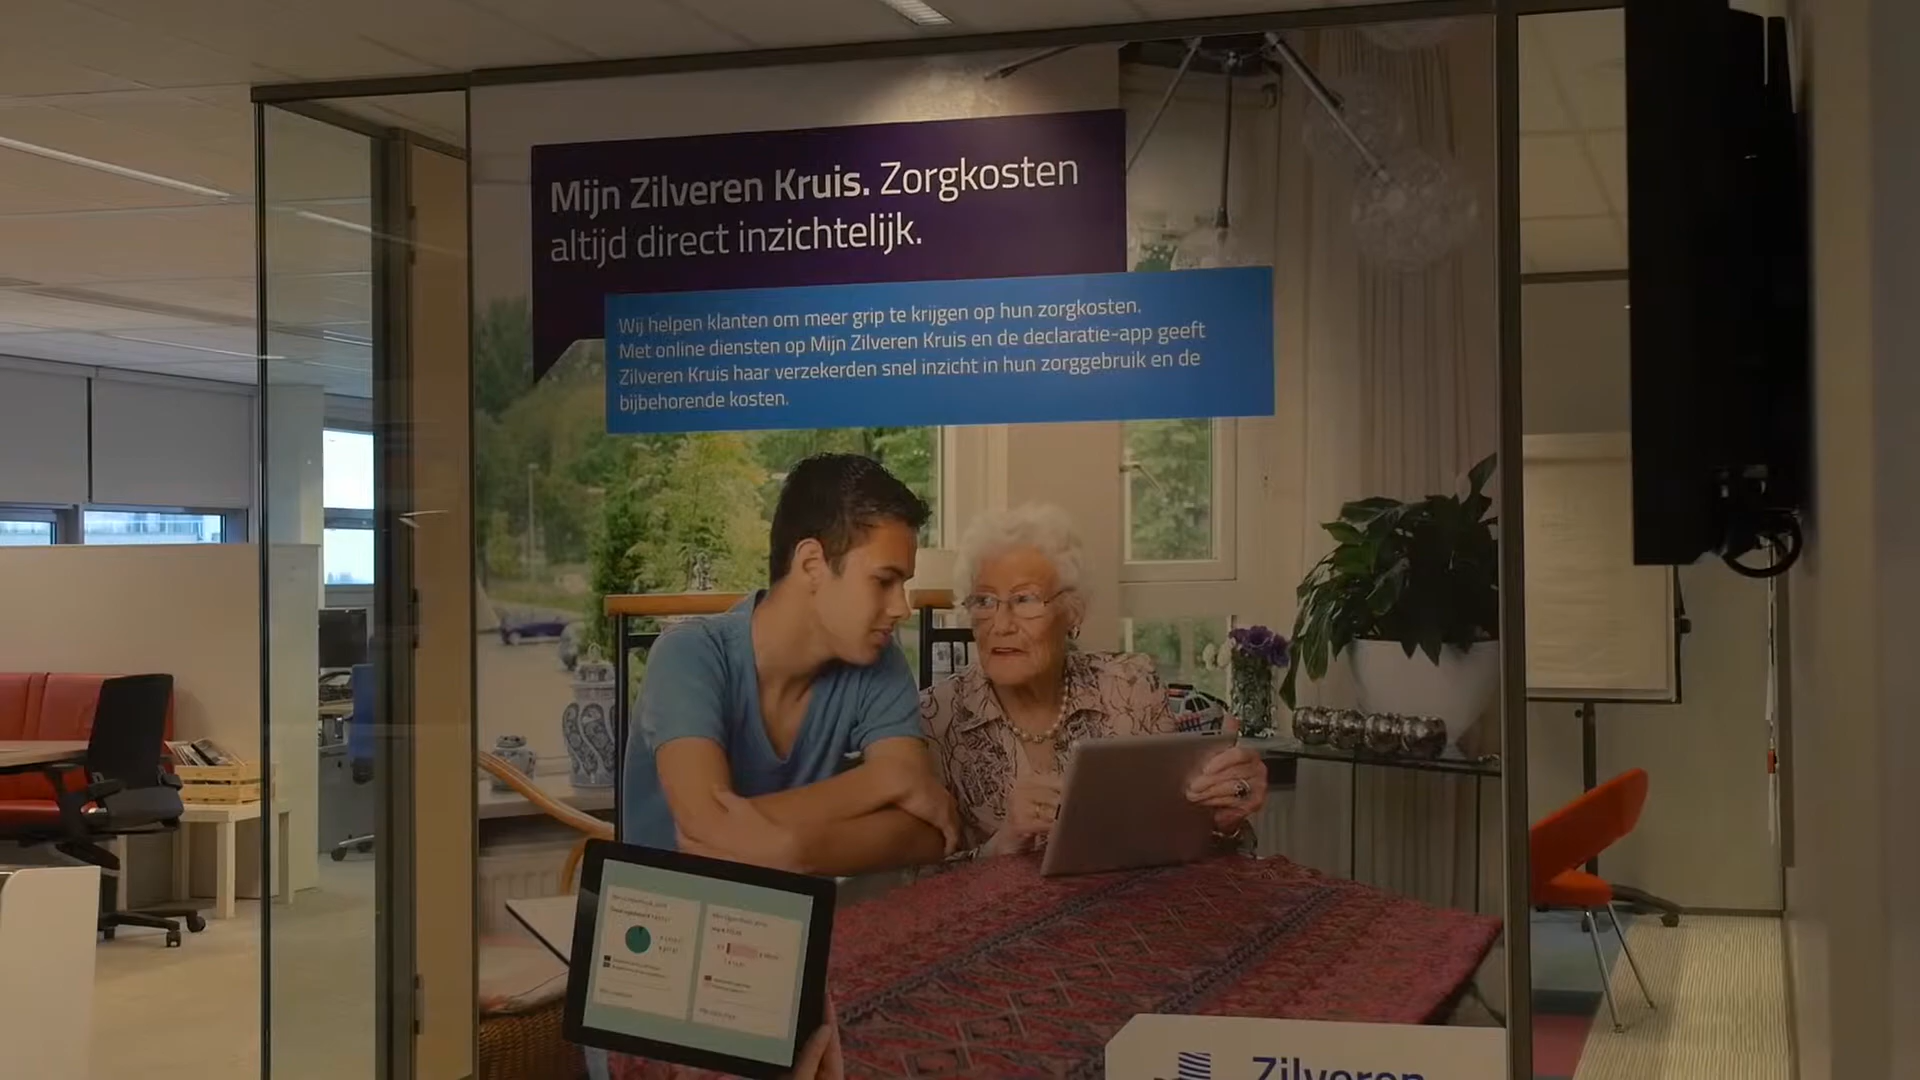 Mijn Zilveren Kruis. Zorgkosten
altijd direct inzichtelijk.
Wij helpen klanten om meer grip te krijgen op hun zorgkosten.
Met online diensten op Mijn Zilveren Kruis en de declaratie-app geeft
Zilveren Kruis haar verzekerden snel inzicht in hun zorggebruik en de
bijbehorende kosten.
Zilveren